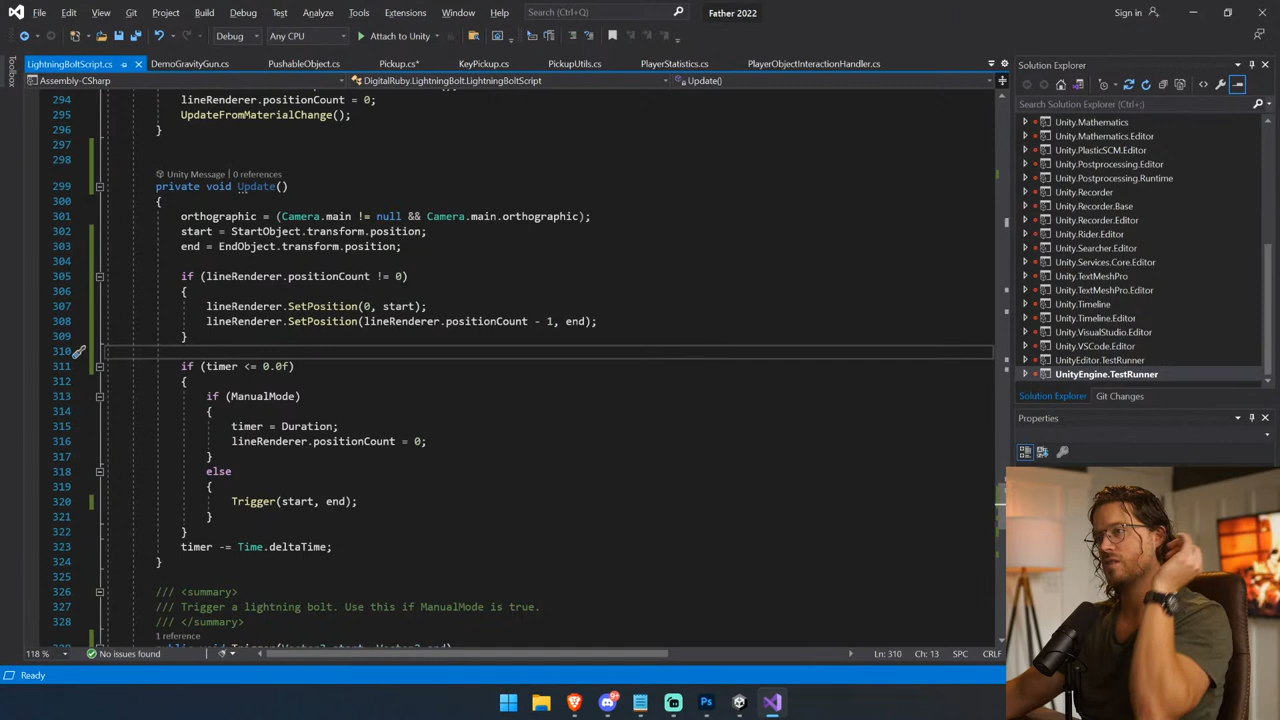 File Edit View Git Project Build Debug Test Analyze Tools Extensions Window Help Search (Ctrl+Q) Father 2022 Sign in
Debug Any CPU Attach to Unity
LightningBoltScript.cs DemoGravityGun.cs PushableObject.cs Pickup.cs* KeyPickup.cs PickupUtils.cs PlayerStatistics.cs PlayerObjectInteractionHandler.cs
Assembly-CSharp DigitalRuby.LightningBolt.LightningBoltScript Update()
Toolbox
294 lineRenderer.positionCount = 0;
295 UpdateFromMaterialChange();
296 }
297
298
Unity Message | 0 references
299 private void Update()
300 {
301 orthographic = (Camera.main != null && Camera.main.orthographic);
302 start = StartObject.transform.position;
303 end = EndObject.transform.position;
304
305 if (lineRenderer.positionCount != 0)
306 {
307 lineRenderer.SetPosition(0, start);
308 lineRenderer.SetPosition(lineRenderer.positionCount - 1, end);
309 }
310
311 if (timer <= 0.0f)
312 {
313 if (ManualMode)
314 {
315 timer = Duration;
316 lineRenderer.positionCount = 0;
317 }
318 else
319 {
320 Trigger(start, end);
321 }
322 }
323 timer -= Time.deltaTime;
324 }
325
326 /// <summary>
327 /// Trigger a lightning bolt. Use this if ManualMode is true.
328 /// </summary>
1 reference
118 % No issues found Ln: 310 Ch: 13 SPC CRLF
Ready
Solution Explorer
Search Solution Explorer (Ctrl+;)
Unity.Mathematics
Unity.Mathematics.Editor
Unity.PlasticSCM.Editor
Unity.Postprocessing.Editor
Unity.Postprocessing.Runtime
Unity.Recorder
Unity.Recorder.Base
Unity.Recorder.Editor
Unity.Rider.Editor
Unity.Searcher.Editor
Unity.Services.Core.Editor
Unity.TextMeshPro
Unity.TextMeshPro.Editor
Unity.Timeline
Unity.Timeline.Editor
Unity.VisualStudio.Editor
Unity.VSCode.Editor
UnityEditor.TestRunner
UnityEngine.TestRunner
Solution Explorer Git Changes
Properties